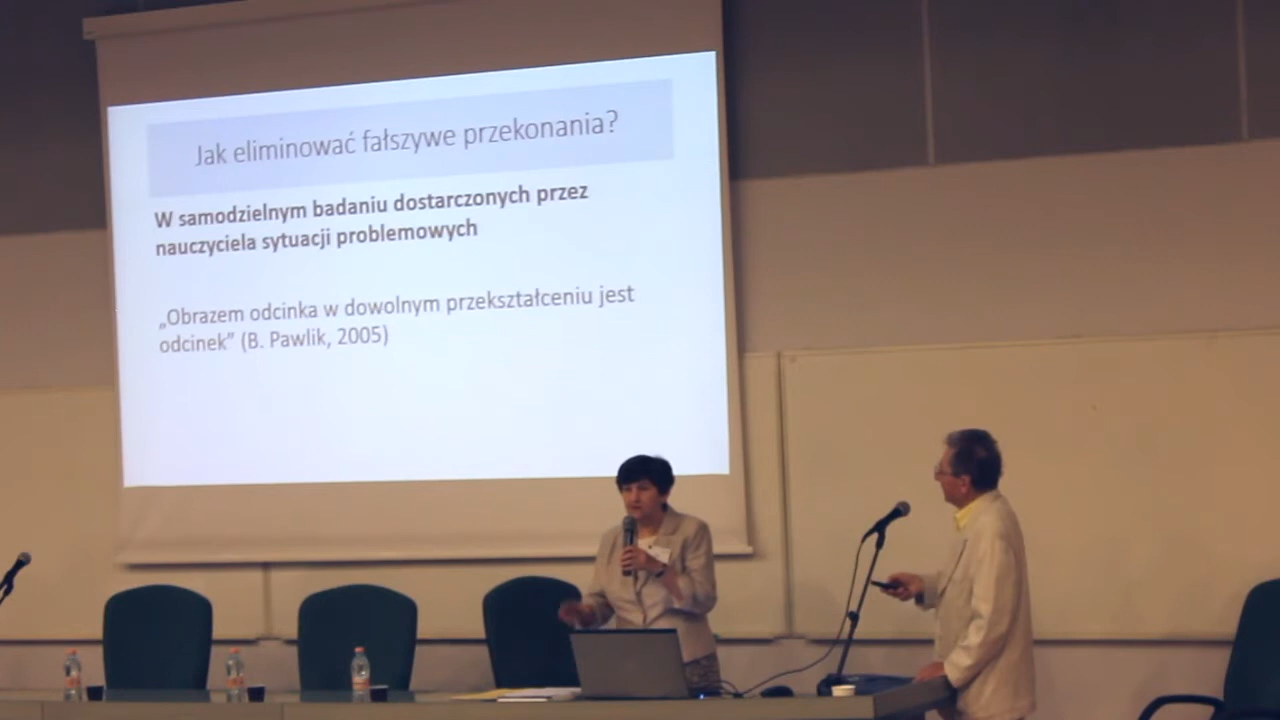 Jak eliminować fałszywe przekonania?
W samodzielnym badaniu dostarczonych przez
nauczyciela sytuacji problemowych
„Obrazem odcinka w dowolnym przekształceniu jest
odcinek” (B. Pawlik, 2005)